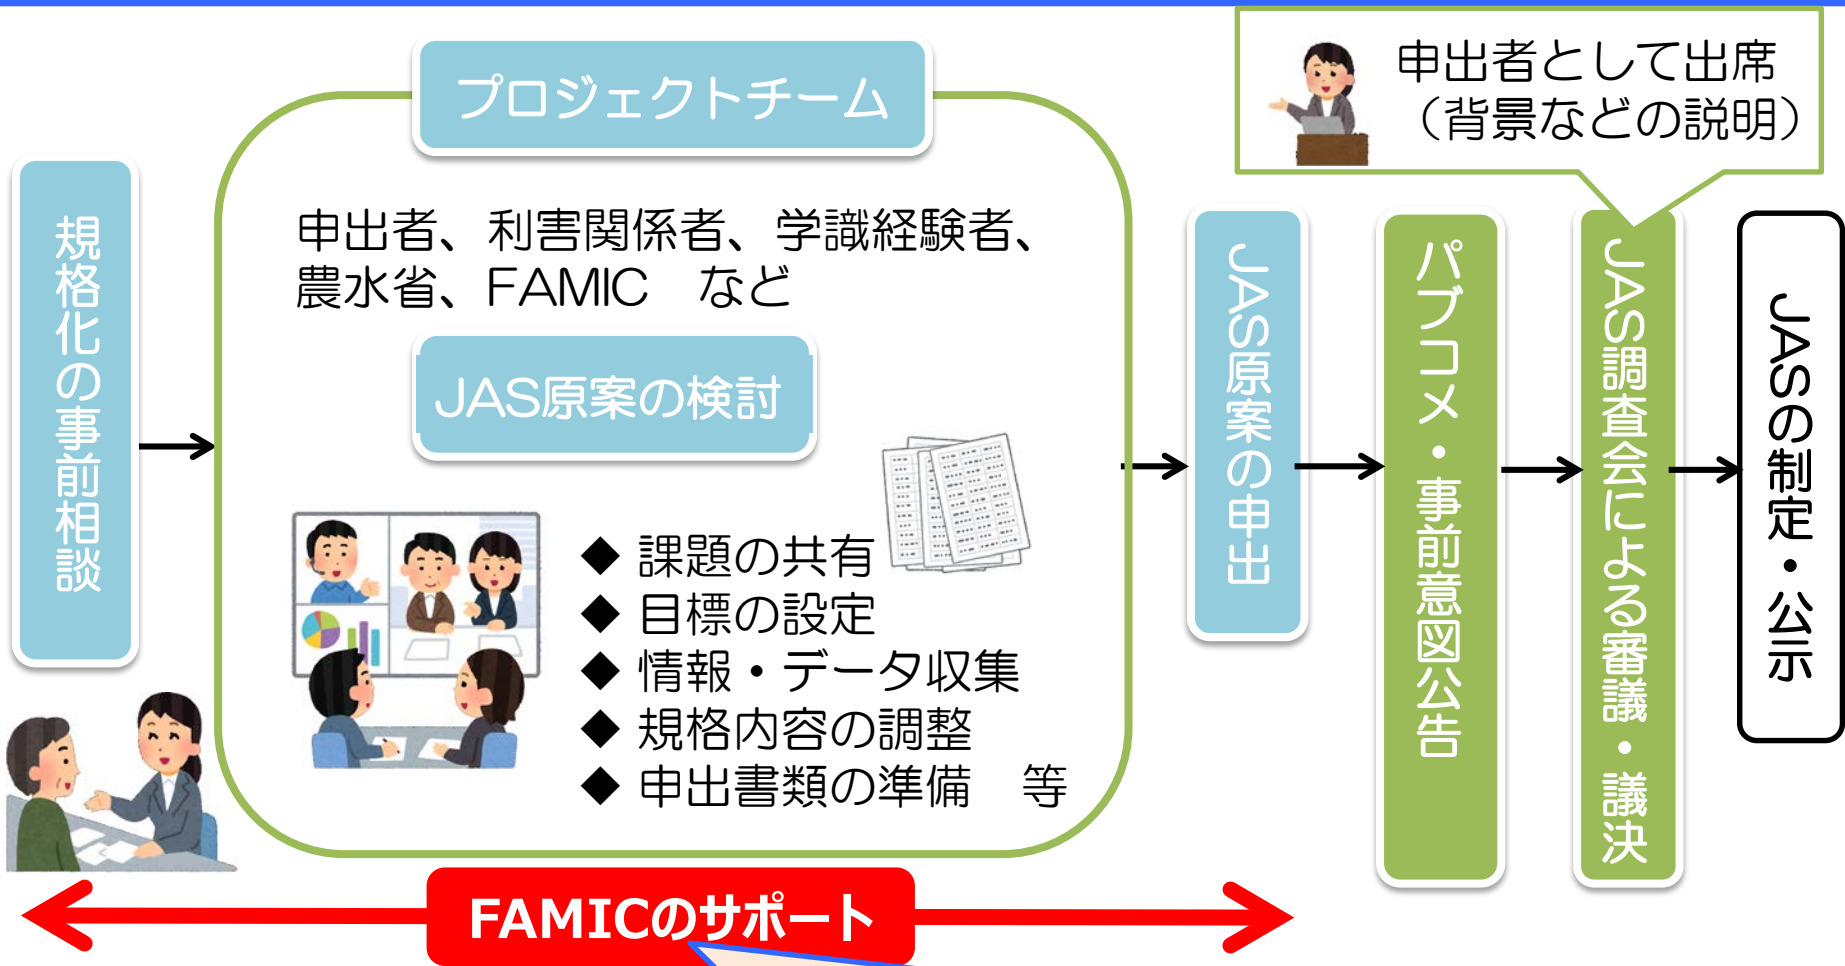 規格化の事前相談
プロジェクトチーム
申出者、利害関係者、学識経験者、
農水省、FAMIC　など
JAS原案の検討
◆ 課題の共有
◆ 目標の設定
◆ 情報・データ収集
◆ 規格内容の調整
◆ 申出書類の準備　等
JAS原案の申出
パブコメ・事前意図公告
申出者として出席
（背景などの説明）
JAS調査会による審議・議決
JASの制定・公示
FAMICのサポート